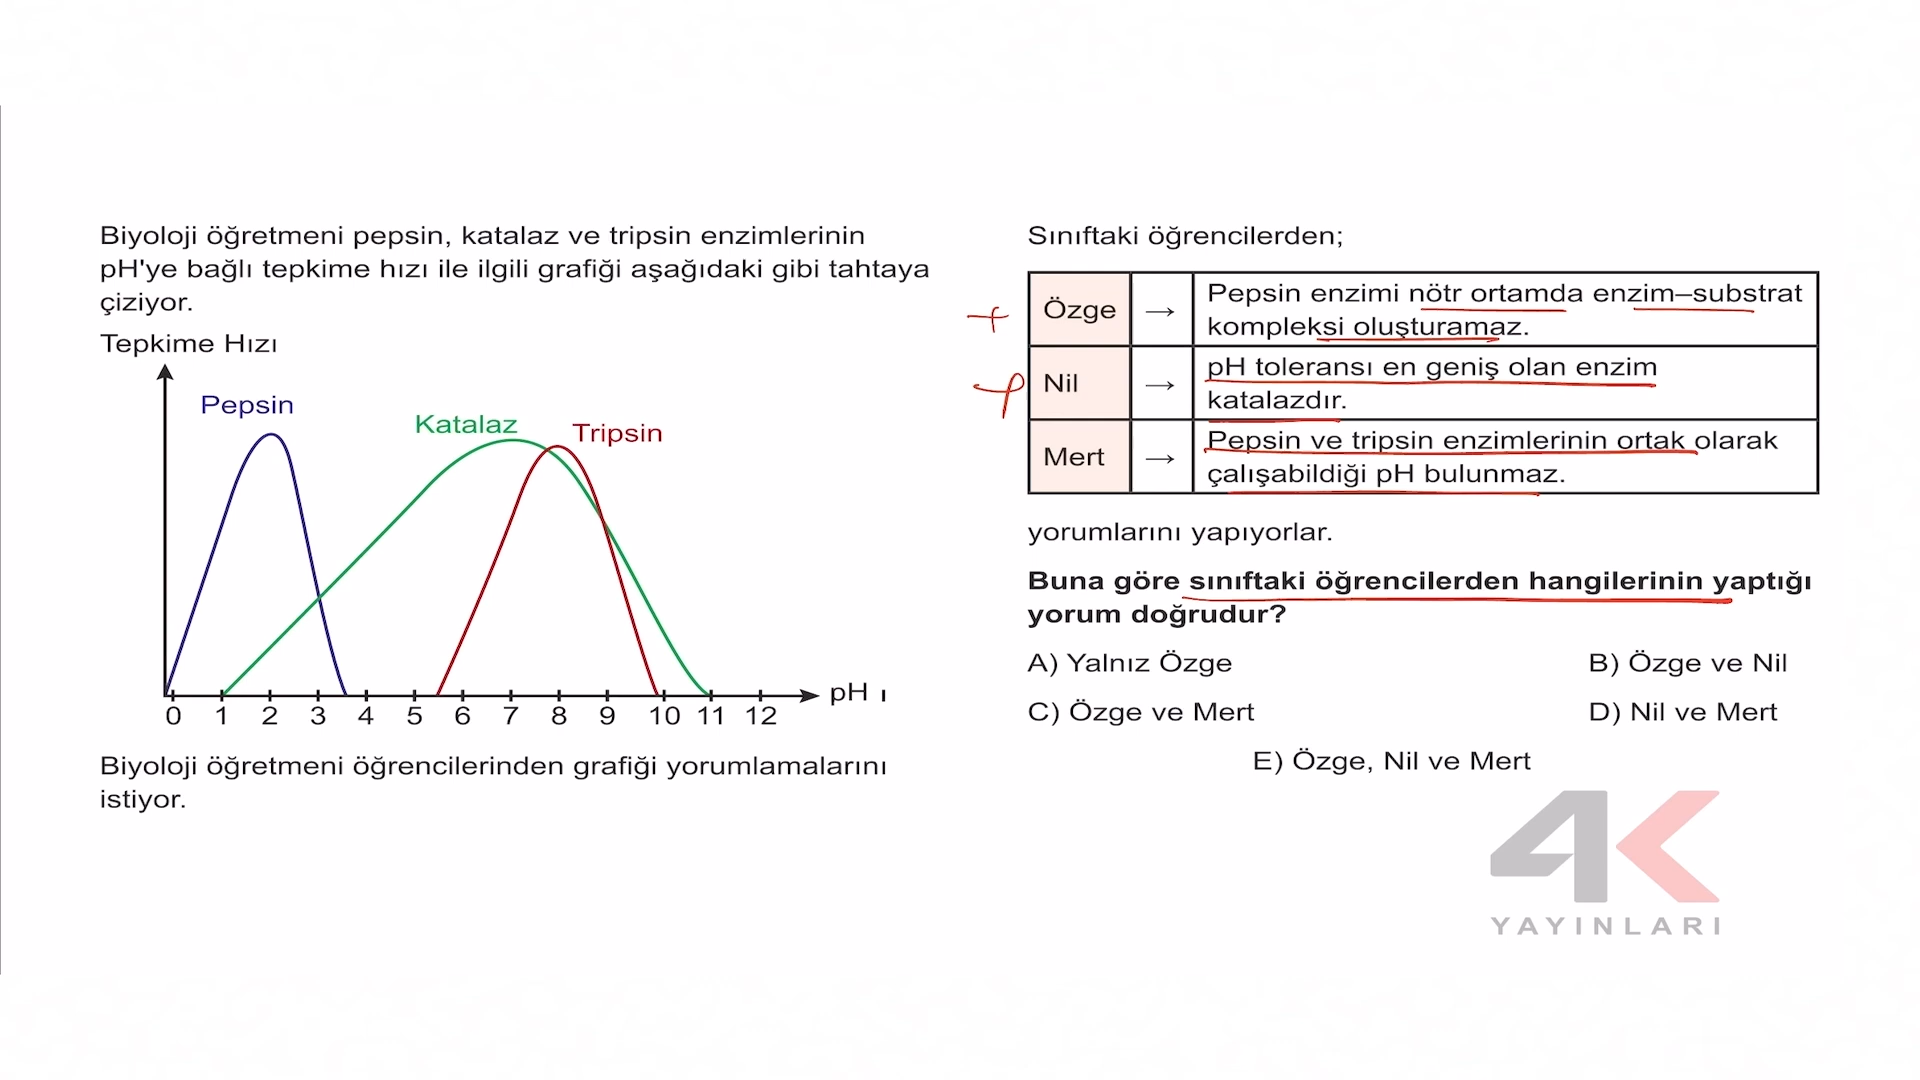 Biyoloji öğretmeni pepsin, katalaz ve tripsin enzimlerinin
pH'ye bağlı tepkime hızı ile ilgili grafiği aşağıdaki gibi tahtaya
çiziyor.
Tepkime Hızı
Pepsin
Katalaz
Tripsin
pH
0 1 2 3 4 5 6 7 8 9 10 11 12
Biyoloji öğretmeni öğrencilerinden grafiği yorumlamalarını
istiyor.
Sınıftaki öğrencilerden;
Özge → Pepsin enzimi nötr ortamda enzim–substrat
kompleksi oluşturamaz.
Nil → pH toleransı en geniş olan enzim
katalazdır.
Mert → Pepsin ve tripsin enzimlerinin ortak olarak
çalışabildiği pH bulunmaz.
yorumlarını yapıyorlar.
Buna göre sınıftaki öğrencilerden hangilerinin yaptığı
yorum doğrudur?
A) Yalnız Özge B) Özge ve Nil
C) Özge ve Mert D) Nil ve Mert
E) Özge, Nil ve Mert
4K
YAYINLARI